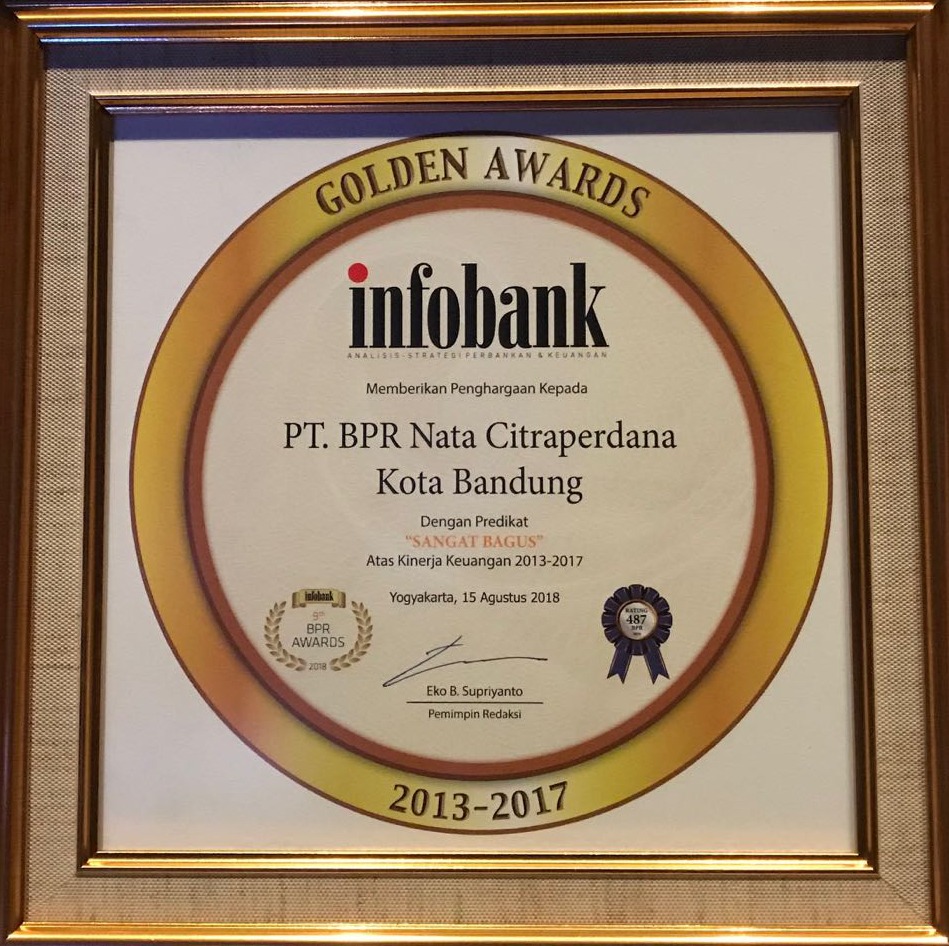 GOLDEN AWARDS
infobank
ANALISIS-STRATEGI PERBANKAN & KEUANGAN
Memberikan Penghargaan Kepada
PT. BPR Nata Citraperdana
Kota Bandung
Dengan Predikat
"SANGAT BAGUS"
Atas Kinerja Keuangan 2013-2017
Yogyakarta, 15 Agustus 2018
infobank
9th
BPR
AWARDS
2018
RATING
487
BPR
Eko B. Supriyanto
Pemimpin Redaksi
2013-2017